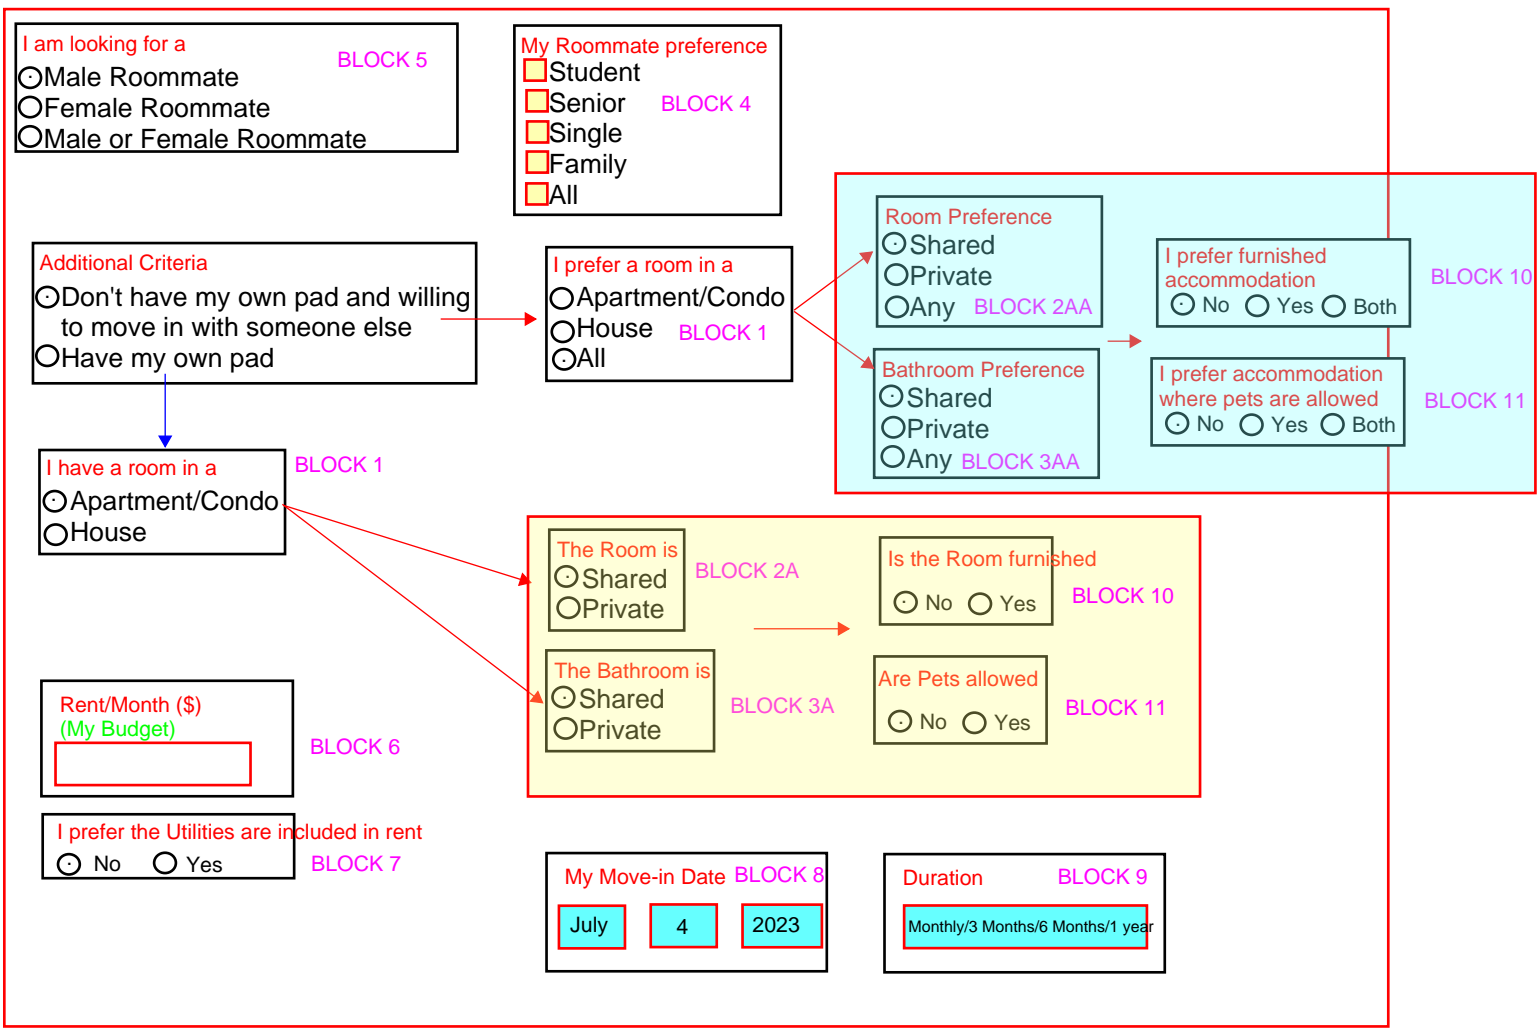 I am looking for a
BLOCK 5
Male Roommate
Female Roommate
Male or Female Roommate
My Roommate preference
Student
Senior
BLOCK 4
Single
Family
All
Additional Criteria
Don't have my own pad and willing
to move in with someone else
Have my own pad
I prefer a room in a
Apartment/Condo
House
BLOCK 1
All
Room Preference
Shared
Private
Any
BLOCK 2AA
I prefer furnished
accommodation
No Yes Both
BLOCK 10
Bathroom Preference
Shared
Private
Any
BLOCK 3AA
I prefer accommodation
where pets are allowed
No Yes Both
BLOCK 11
I have a room in a
BLOCK 1
Apartment/Condo
House
The Room is
Shared
Private
BLOCK 2A
Is the Room furnished
No Yes
BLOCK 10
The Bathroom is
Shared
Private
BLOCK 3A
Are Pets allowed
No Yes
BLOCK 11
Rent/Month ($)
(My Budget)
BLOCK 6
I prefer the Utilities are included in rent
No Yes
BLOCK 7
My Move-in Date
BLOCK 8
July 4 2023
Duration
BLOCK 9
Monthly/3 Months/6 Months/1 year